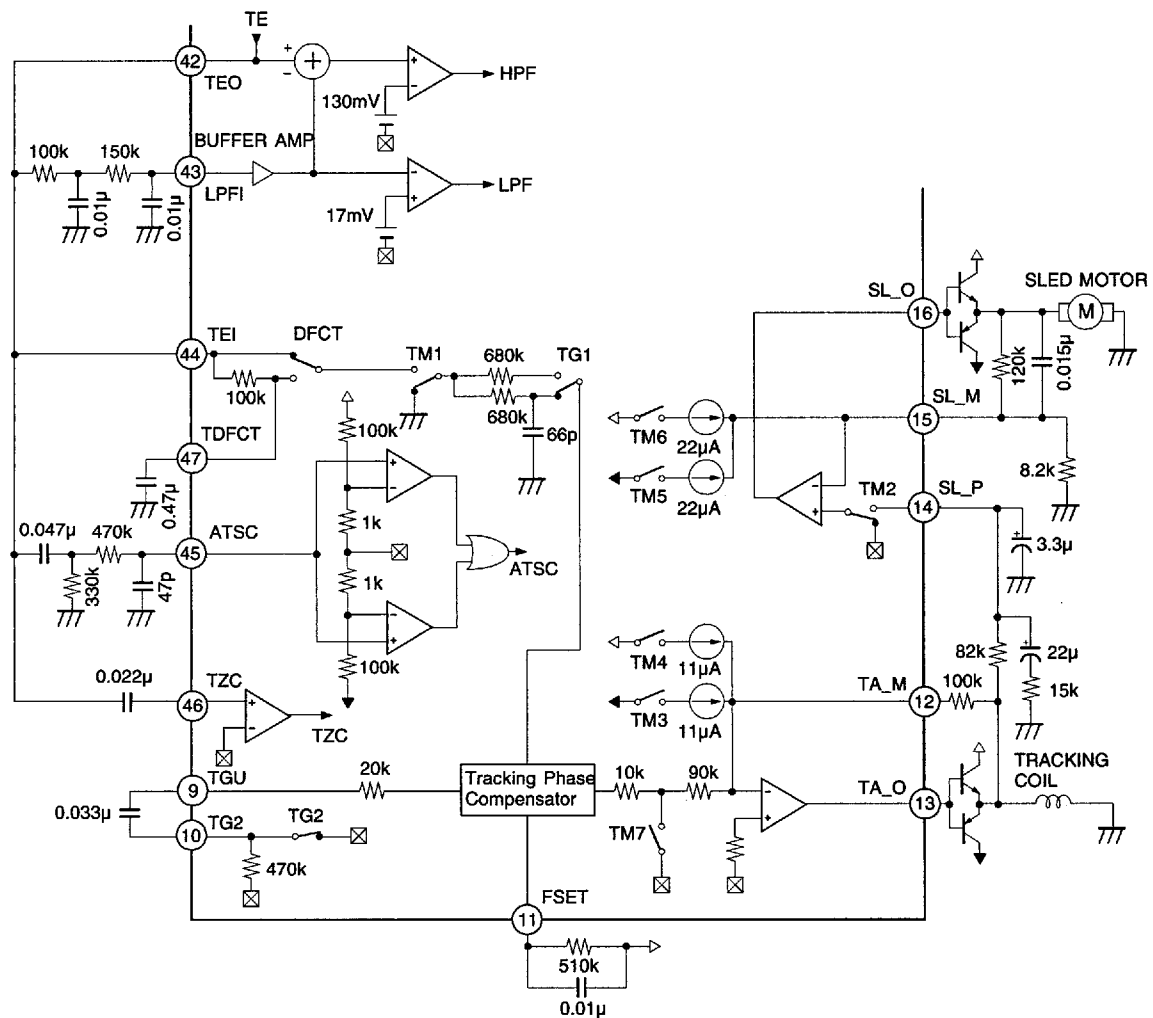 TE
42
TEO
+
−
+
+
−
HPF
130mV
BUFFER AMP
100k
150k
43
LPFI
0.01μ
0.01μ
−
+
LPF
17mV
SL_O
16
SLED MOTOR
M
120k
0.015μ
TEI
44
DFCT
100k
TM1
680k
680k
TG1
66p
SL_M
15
TM6
22μA
TM5
22μA
8.2k
TDFCT
47
0.47μ
100k
+
−
1k
1k
−
+
100k
−
+
TM2
SL_P
14
3.3μ
0.047μ
470k
ATSC
45
330k
47p
ATSC
TM4
11μA
TM3
11μA
82k
+
22μ
15k
TA_M
12
100k
0.022μ
TZC
46
+
−
TZC
TGU
9
20k
Tracking Phase
Compensator
10k
90k
−
+
TA_O
13
TRACKING
COIL
0.033μ
TG2
10
TG2
470k
TM7
FSET
11
510k
0.01μ